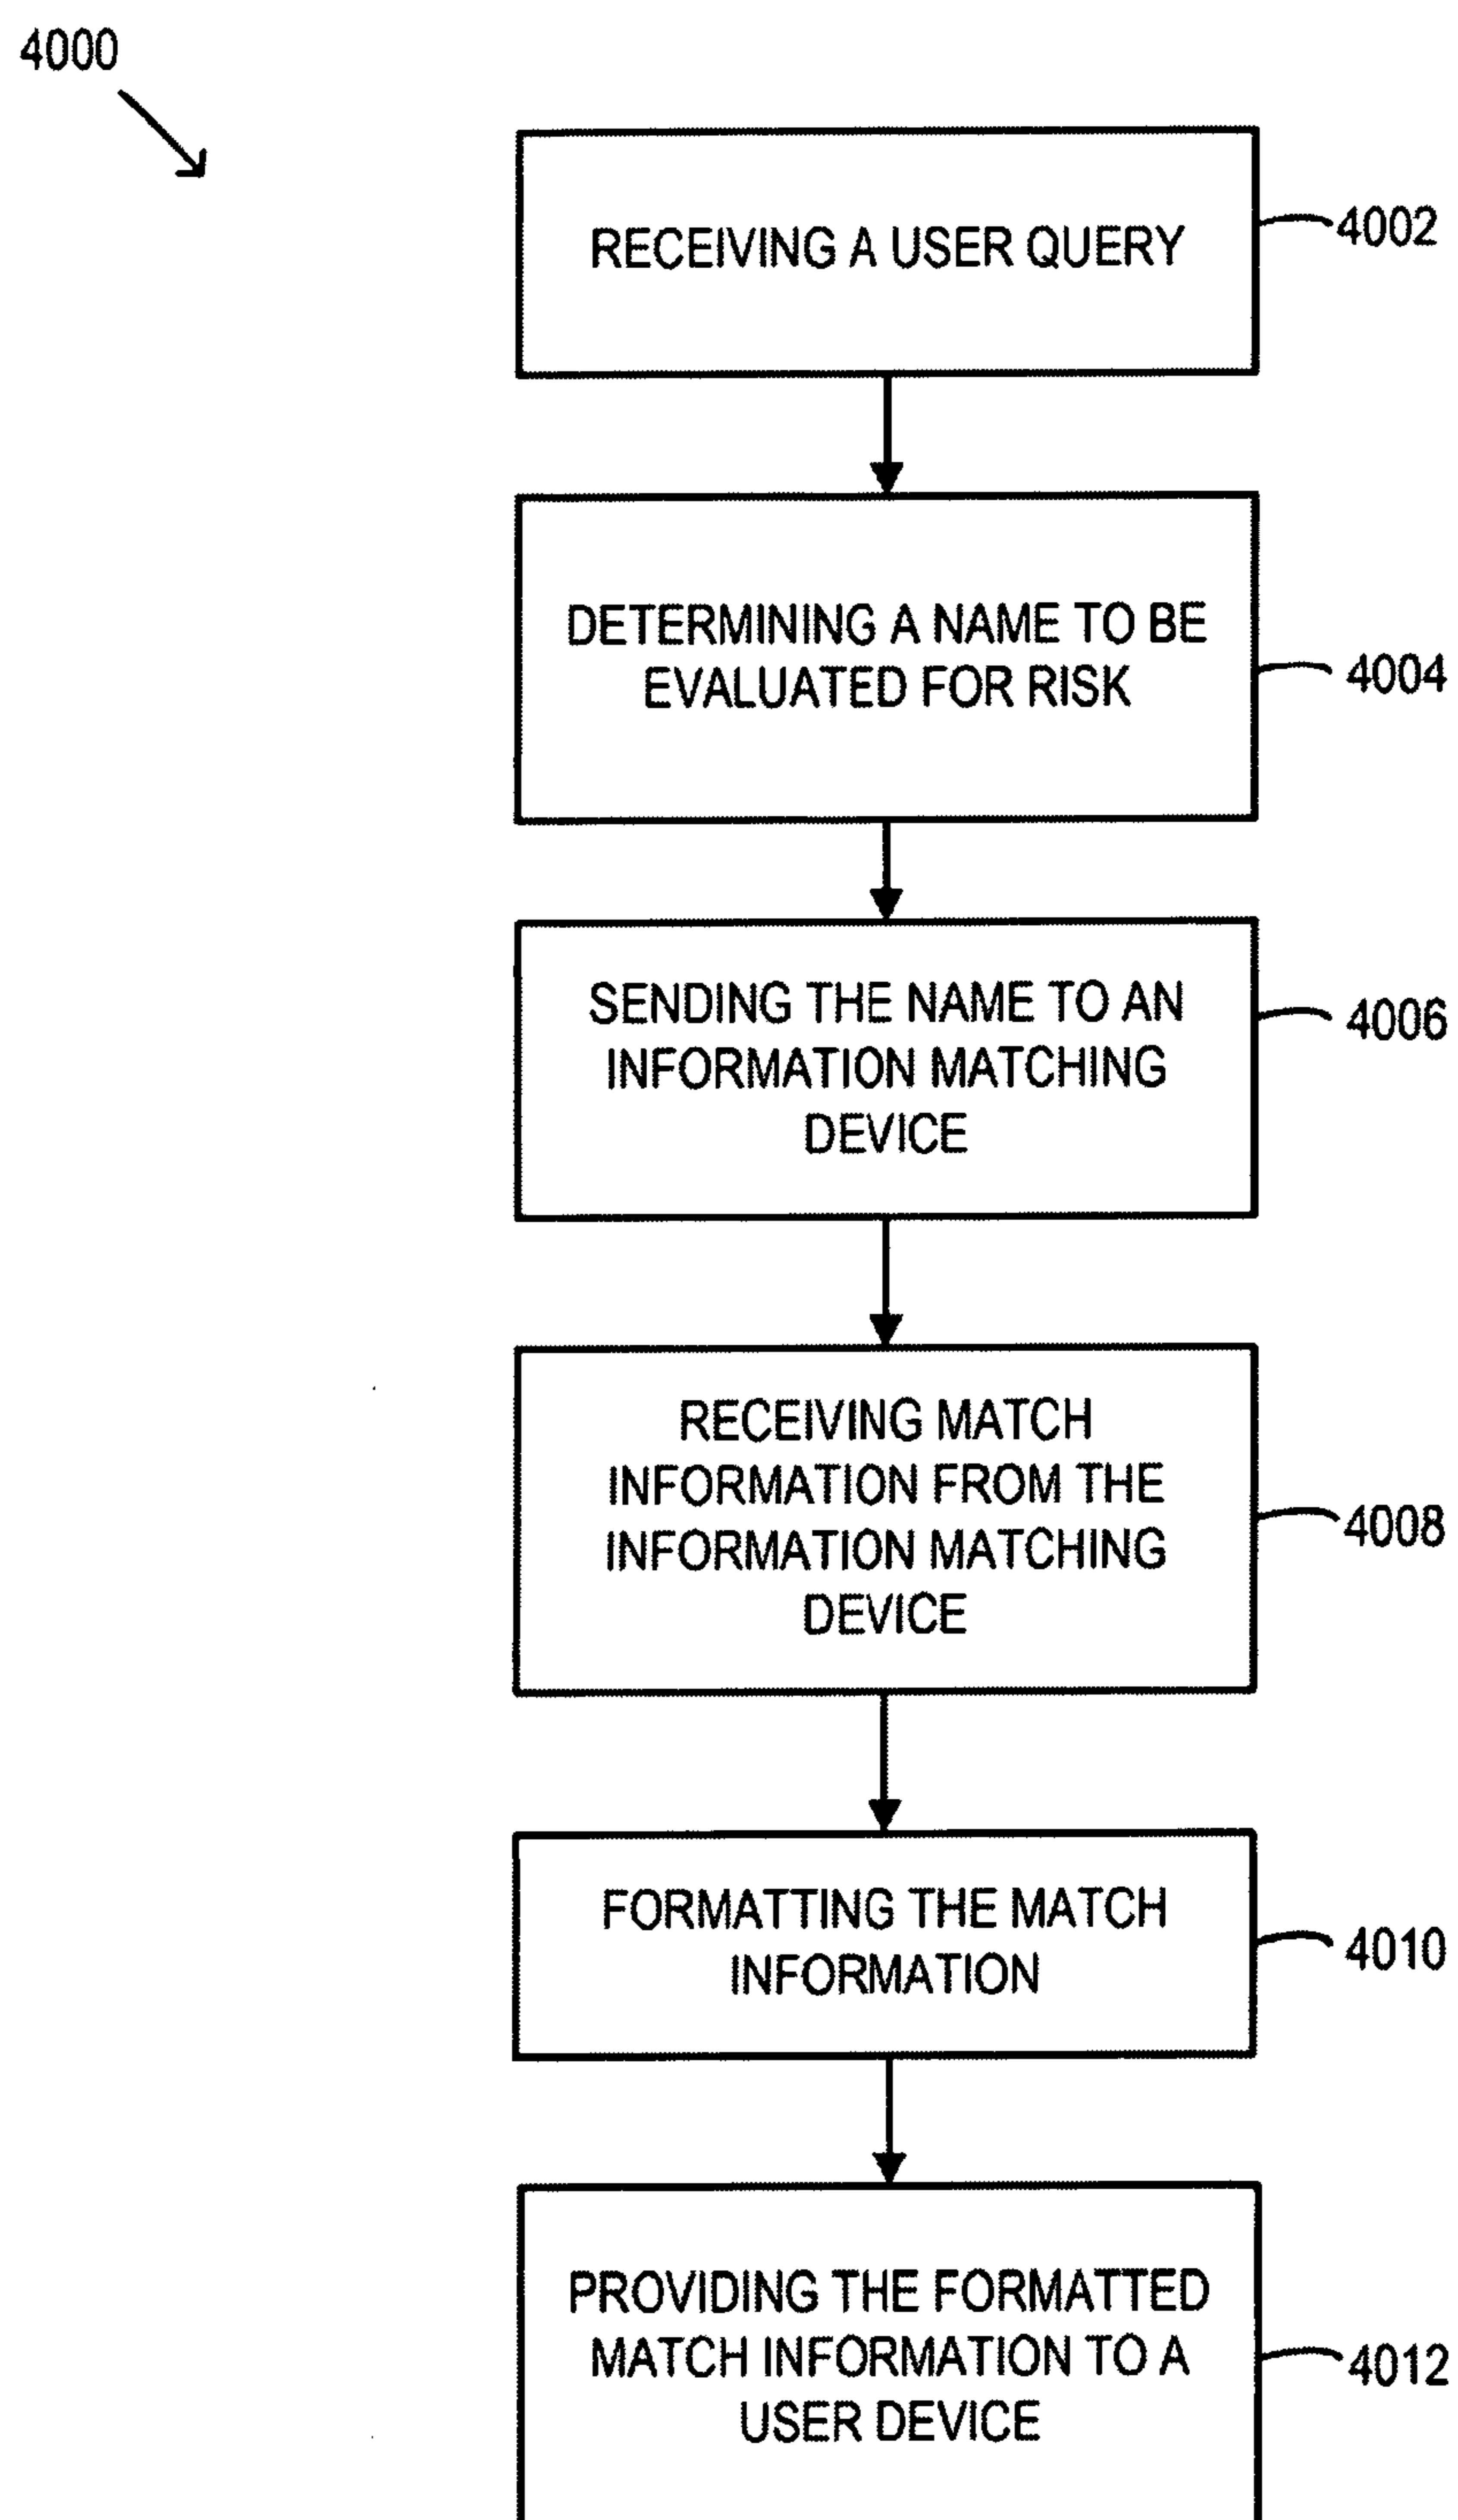 4000
RECEIVING A USER QUERY
4002
DETERMINING A NAME TO BE
EVALUATED FOR RISK
4004
SENDING THE NAME TO AN
INFORMATION MATCHING
DEVICE
4006
RECEIVING MATCH
INFORMATION FROM THE
INFORMATION MATCHING
DEVICE
4008
FORMATTING THE MATCH
INFORMATION
4010
PROVIDING THE FORMATTED
MATCH INFORMATION TO A
USER DEVICE
4012